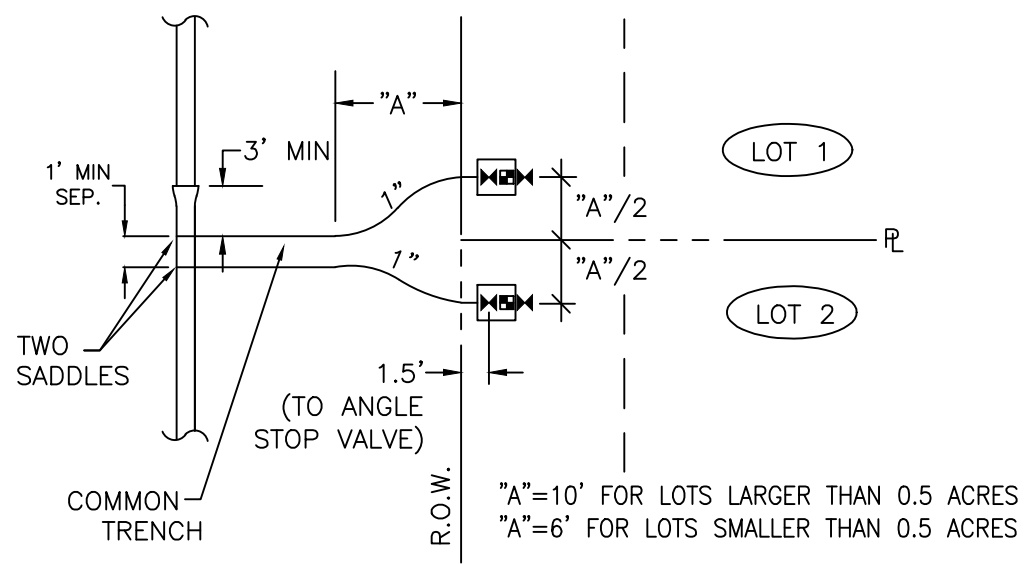 "A"
3' MIN
1' MIN
SEP.
1"
1"
LOT 1
"A"/2
"A"/2
PL
LOT 2
TWO
SADDLES
1.5'
(TO ANGLE
STOP VALVE)
COMMON
TRENCH
R.O.W.
"A"=10' FOR LOTS LARGER THAN 0.5 ACRES
"A"=6' FOR LOTS SMALLER THAN 0.5 ACRES